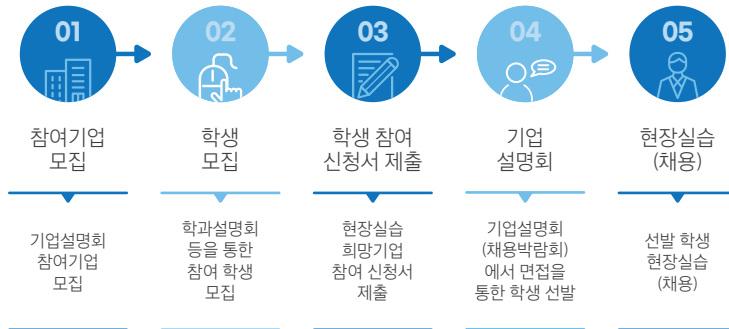 01
02
03
04
05
참여기업
모집
학생
모집
학생 참여
신청서 제출
기업
설명회
현장실습
(채용)
기업설명회
참여기업
모집
학과설명회
등을 통한
참여 학생
모집
현장실습
희망기업
참여 신청서
제출
기업설명회
(채용박람회)
에서 면접을
통한 학생 선발
선발 학생
현장실습
(채용)